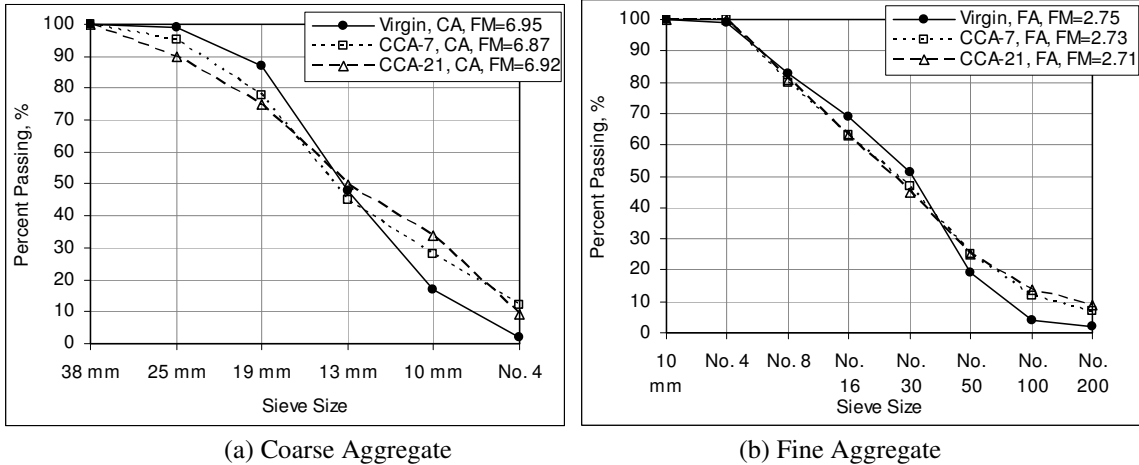 Percent Passing, %
100
90
80
70
60
50
40
30
20
10
0
Virgin, CA, FM=6.95
CCA-7, CA, FM=6.87
CCA-21, CA, FM=6.92
38 mm 25 mm 19 mm 13 mm 10 mm No. 4
Sieve Size
(a) Coarse Aggregate
Percent Passing, %
100
90
80
70
60
50
40
30
20
10
0
Virgin, FA, FM=2.75
CCA-7, FA, FM=2.73
CCA-21, FA, FM=2.71
10 No. 4 No. 8 No. No. No. No. No.
mm 16 30 50 100 200
Sieve Size
(b) Fine Aggregate